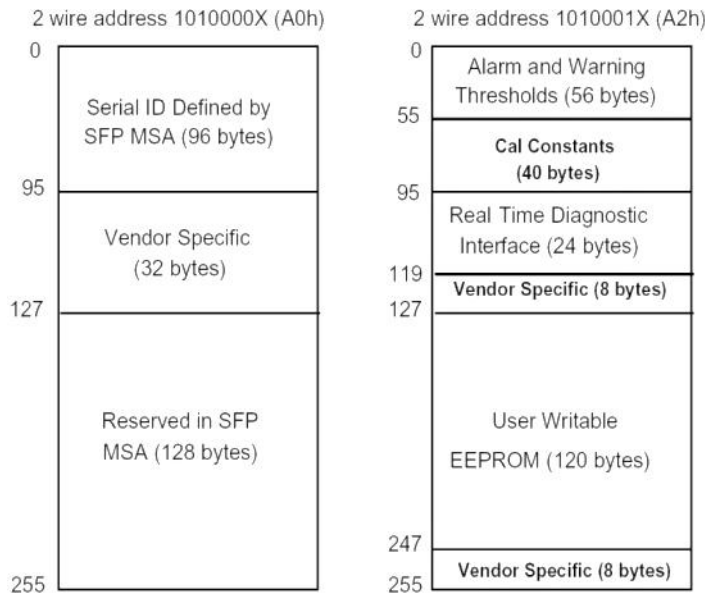 2 wire address 1010000X (A0h)
0
Serial ID Defined by
SFP MSA (96 bytes)
95
Vendor Specific
(32 bytes)
127
Reserved in SFP
MSA (128 bytes)
255
2 wire address 1010001X (A2h)
0
Alarm and Warning
Thresholds (56 bytes)
55
Cal Constants
(40 bytes)
95
Real Time Diagnostic
Interface (24 bytes)
119
Vendor Specific (8 bytes)
127
User Writable
EEPROM (120 bytes)
247
Vendor Specific (8 bytes)
255